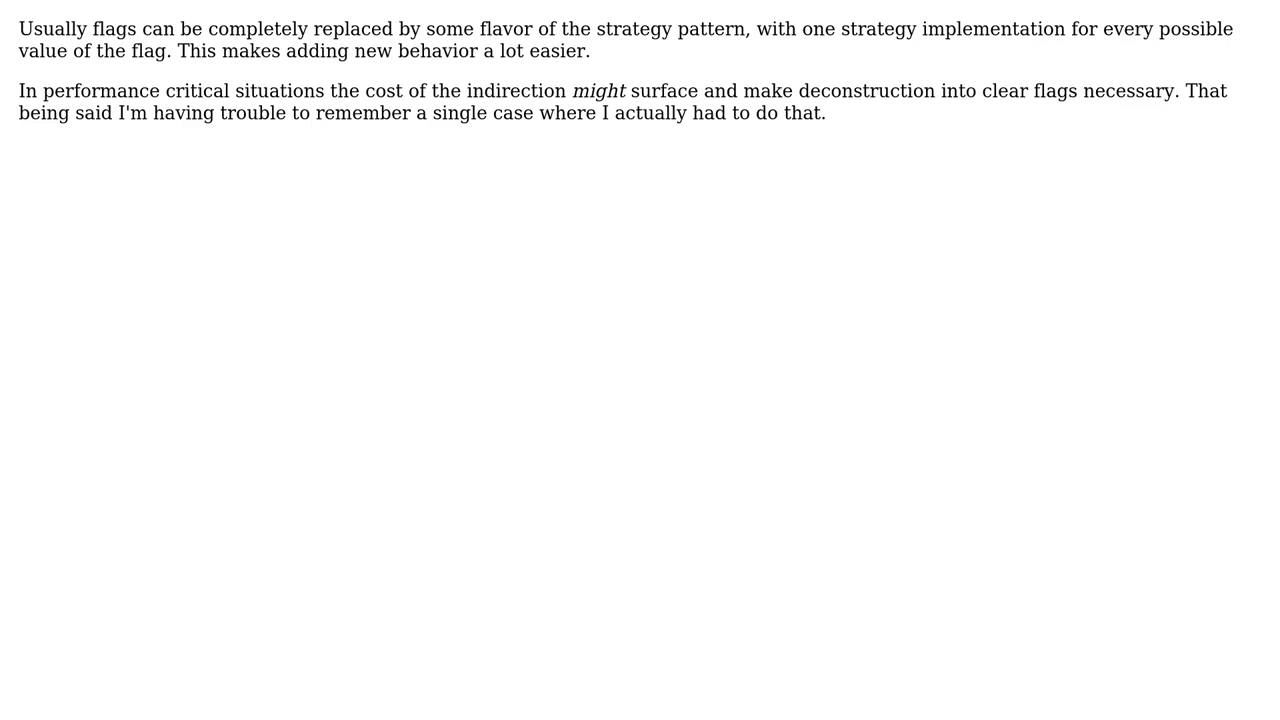 Usually flags can be completely replaced by some flavor of the strategy pattern, with one strategy implementation for every possible
value of the flag. This makes adding new behavior a lot easier.
In performance critical situations the cost of the indirection might surface and make deconstruction into clear flags necessary. That
being said I'm having trouble to remember a single case where I actually had to do that.